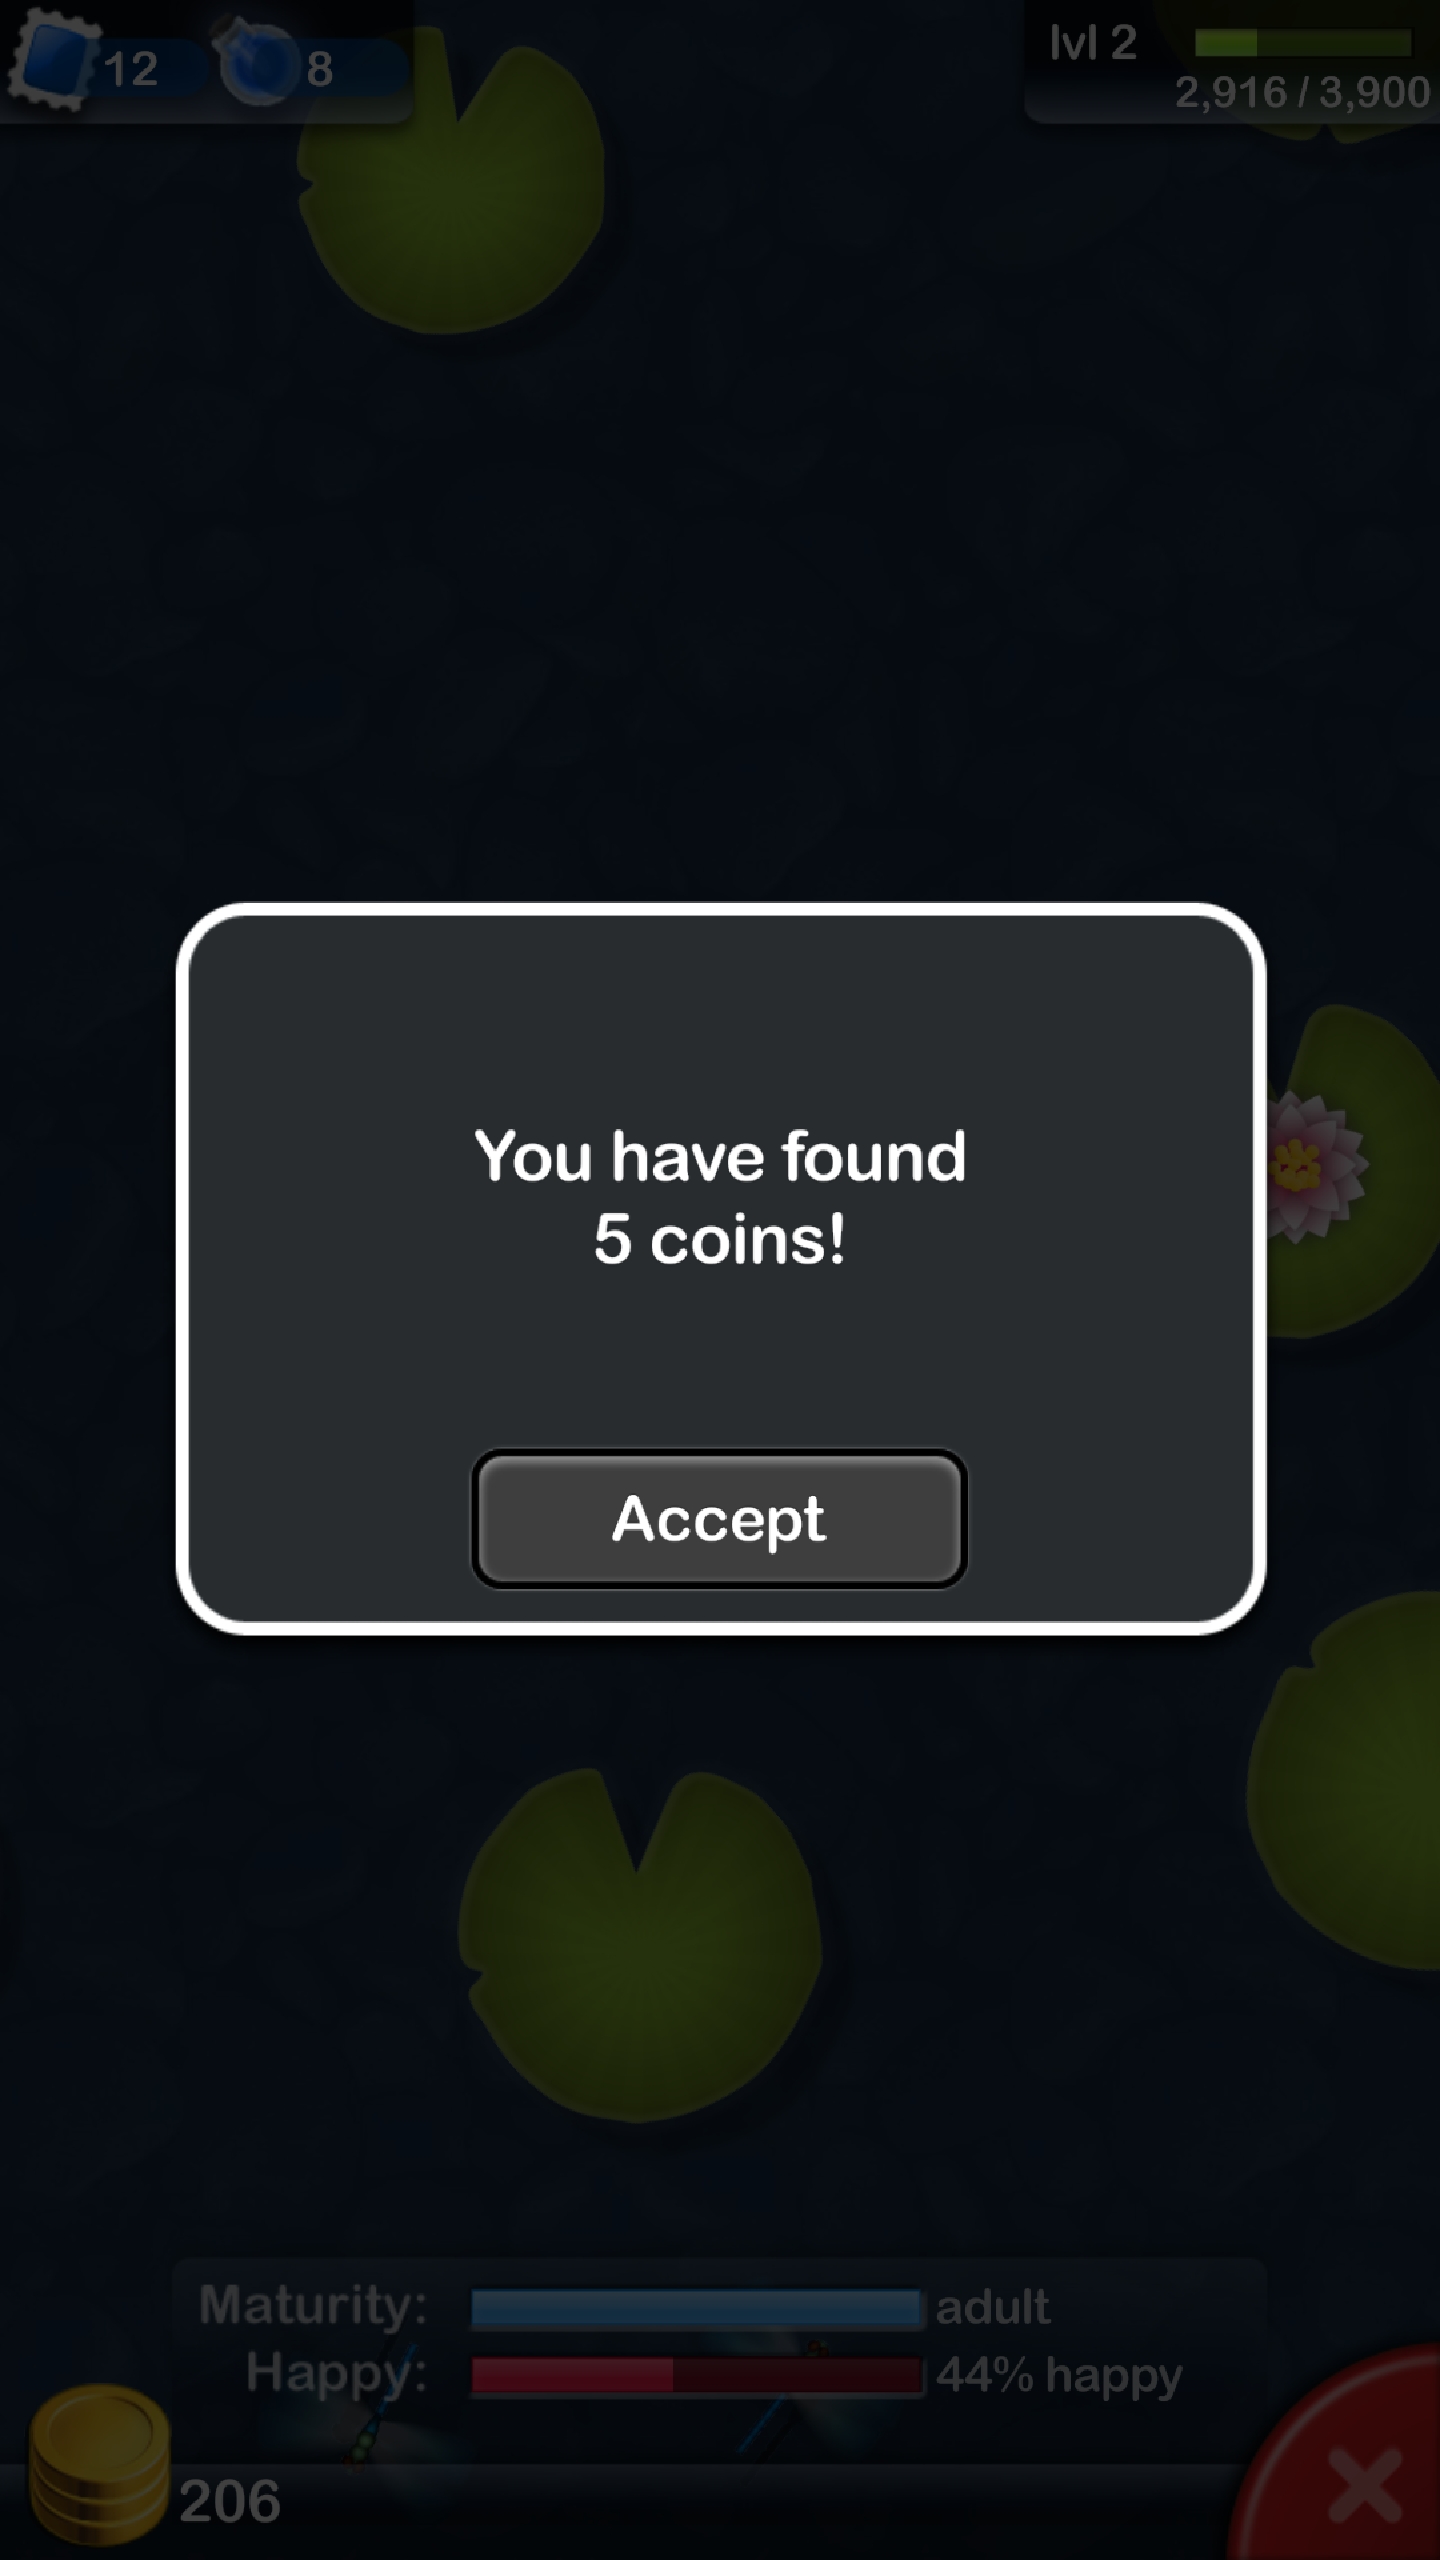 12
8
lvl 2
2,916 / 3,900
You have found
5 coins!
Accept
Maturity:
adult
Happy:
44% happy
206